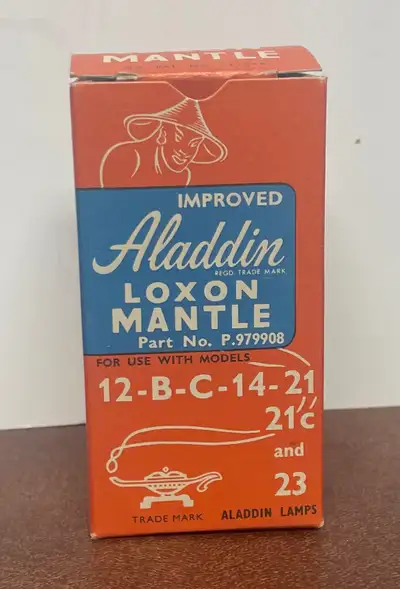 MANTLE
IMPROVED
Aladdin
REGD. TRADE MARK
LOXON
MANTLE
Part No. P.979908
FOR USE WITH MODELS
12-B-C-14-21
21c
and
23
TRADE MARK ALADDIN LAMPS